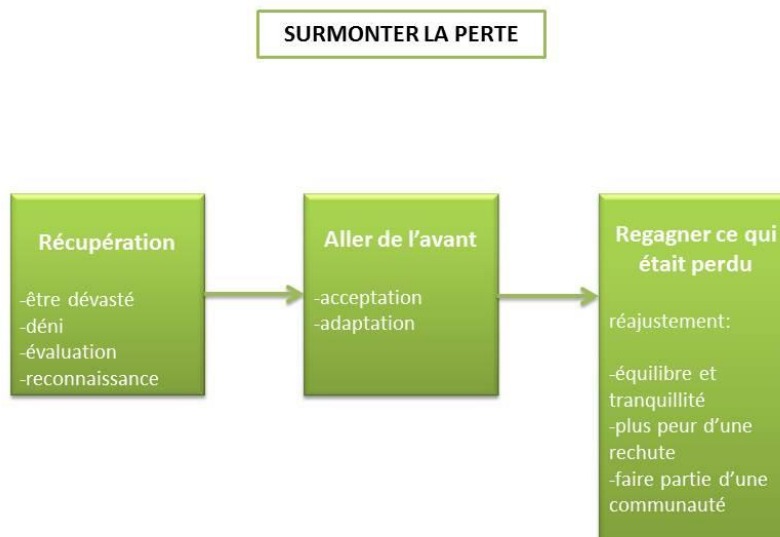 SURMONTER LA PERTE
Récupération
-être dévasté
-déni
-évaluation
-reconnaissance
Aller de l’avant
-acceptation
-adaptation
Regagner ce qui
était perdu
réajustement:
-équilibre et
tranquillité
-plus peur d’une
rechute
-faire partie d’une
communauté